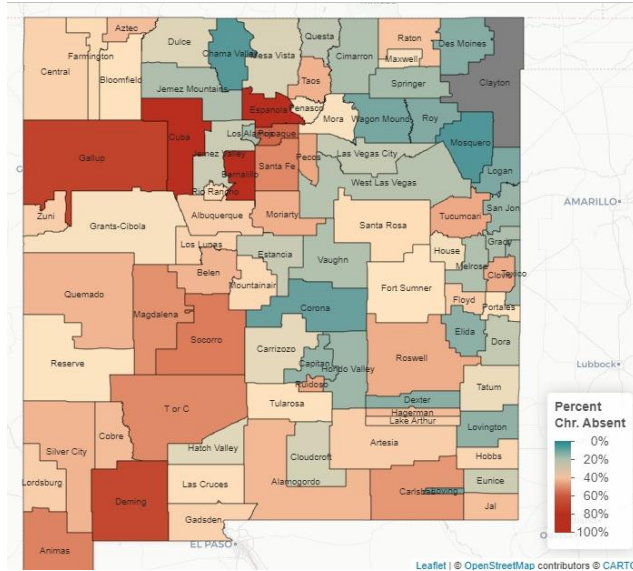 Aztec
Questa
Raton
Des Moines
Farmington
Dulce
Chama Valley
Mesa Vista
Cimarron
Maxwell
Central
Bloomfield
Taos
Springer
Clayton
Jemez Mountains
Espanola
Penasco
Mora
Wagon Mound
Roy
Cuba
Los Alamos
Pojoaque
Mosquero
Gallup
Jemez Valley
Bernalillo
Santa Fe
Pecos
Las Vegas City
Logan
Rio Rancho
West Las Vegas
AMARILLO
Zuni
Albuquerque
San Jon
Grants-Cibola
Moriarty
Santa Rosa
Tucumcari
Los Lunas
Estancia
Vaughn
House
Grady
Belen
Melrose
Clovis
Texico
Quemado
Mountainair
Fort Sumner
Floyd
Portales
Magdalena
Corona
Socorro
Elida
Dora
Reserve
Carrizozo
Capitan
Hondo Valley
Roswell
Lubbock
Ruidoso
Tatum
T or C
Tularosa
Dexter
Hagerman
Lake Arthur
Percent
Chr. Absent
0%
20%
40%
60%
80%
100%
Cobre
Silver City
Hatch Valley
Cloudcroft
Artesia
Lovington
Hobbs
Lordsburg
Las Cruces
Alamogordo
Carlsbad
Loving
Eunice
Deming
Gadsden
Jal
Animas
EL PASO
Leaflet | © OpenStreetMap contributors © CARTO